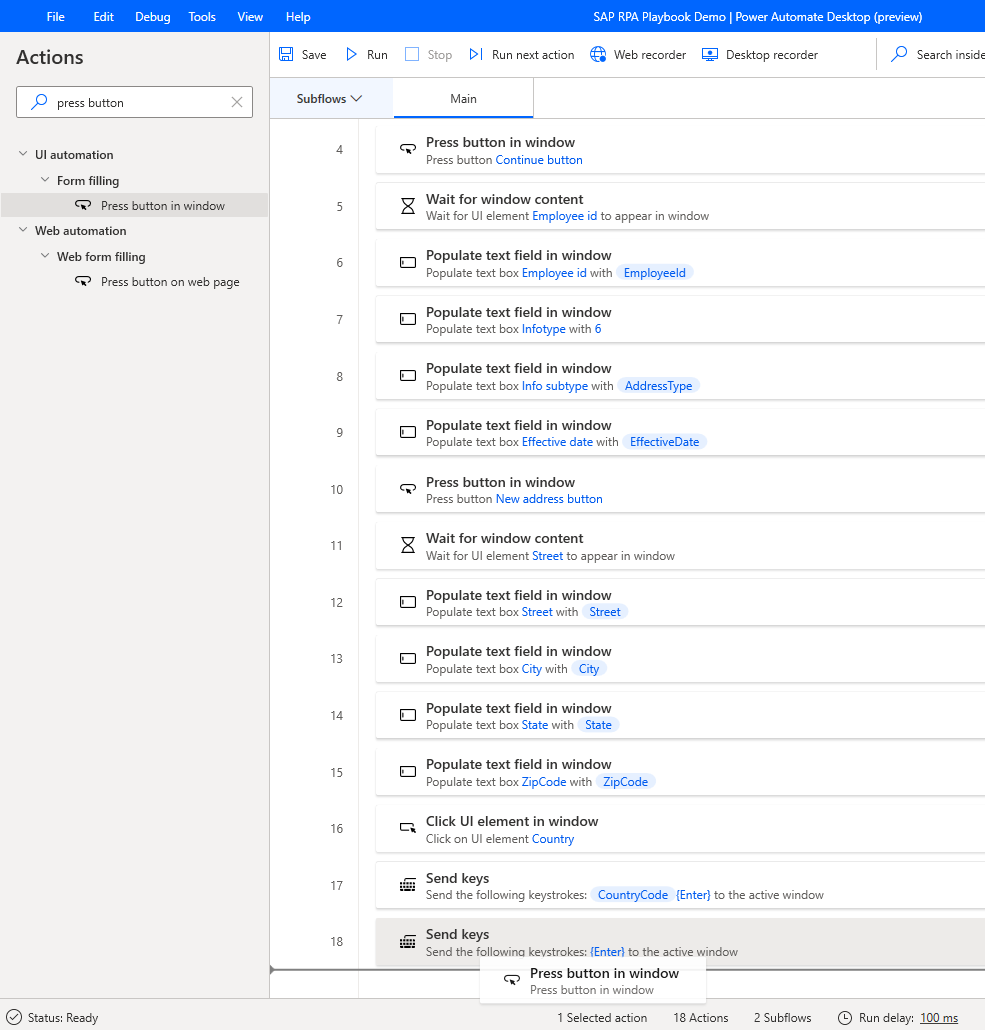 File Edit Debug Tools View Help SAP RPA Playbook Demo | Power Automate Desktop (preview)
Actions
Save Run Stop Run next action Web recorder Desktop recorder Search inside
press button
Subflows Main
UI automation
Form filling
Press button in window
Web automation
Web form filling
Press button on web page
4 Press button in window
Press button Continue button
5 Wait for window content
Wait for UI element Employee id to appear in window
6 Populate text field in window
Populate text box Employee id with EmployeeId
7 Populate text field in window
Populate text box Infotype with 6
8 Populate text field in window
Populate text box Info subtype with AddressType
9 Populate text field in window
Populate text box Effective date with EffectiveDate
10 Press button in window
Press button New address button
11 Wait for window content
Wait for UI element Street to appear in window
12 Populate text field in window
Populate text box Street with Street
13 Populate text field in window
Populate text box City with City
14 Populate text field in window
Populate text box State with State
15 Populate text field in window
Populate text box ZipCode with ZipCode
16 Click UI element in window
Click on UI element Country
17 Send keys
Send the following keystrokes: CountryCode {Enter} to the active window
18 Send keys
Send the following keystrokes: {Enter} to the active window
Press button in window
Press button in window
Status: Ready 1 Selected action 18 Actions 2 Subflows Run delay: 100 ms